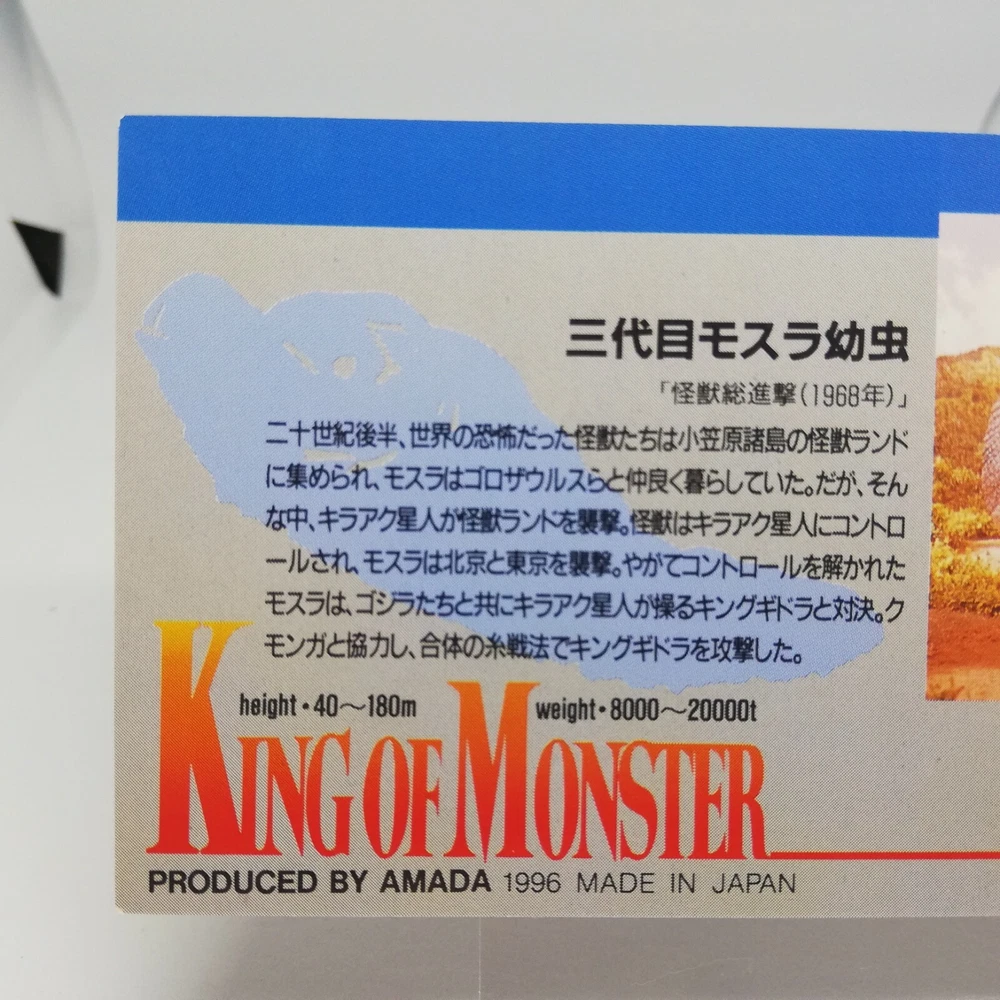 三代目モスラ幼虫
「怪獣総進撃(1968年)」
二十世紀後半、世界の恐怖だった怪獣たちは小笠原諸島の怪獣ランド
に集められ、モスラはゴロザウルスらと仲良く暮らしていた。だが、そん
な中、キラアク星人が怪獣ランドを襲撃。怪獣はキラアク星人にコントロ
ールされ、モスラは北京と東京を襲撃。やがてコントロールを解かれた
モスラは、ゴジラたちと共にキラアク星人が操るキングギドラと対決。ク
モンガと協力し、合体の糸戦法でキングギドラを攻撃した。
height・40〜180m weight・8000〜20000t
KING OF MONSTER
PRODUCED BY AMADA 1996 MADE IN JAPAN